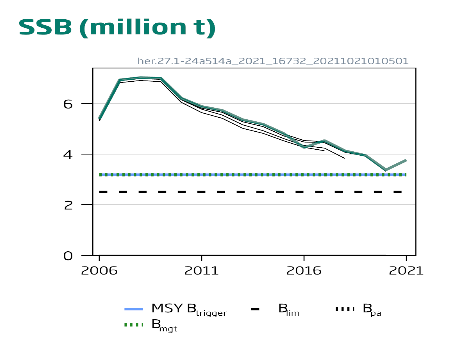 SSB (million t)
her.27.1-24a514a_2021_16732_20211021010501
6
4
2
0
2006 2011 2016 2021
MSY Btrigger Blim Bpa
Bmgt